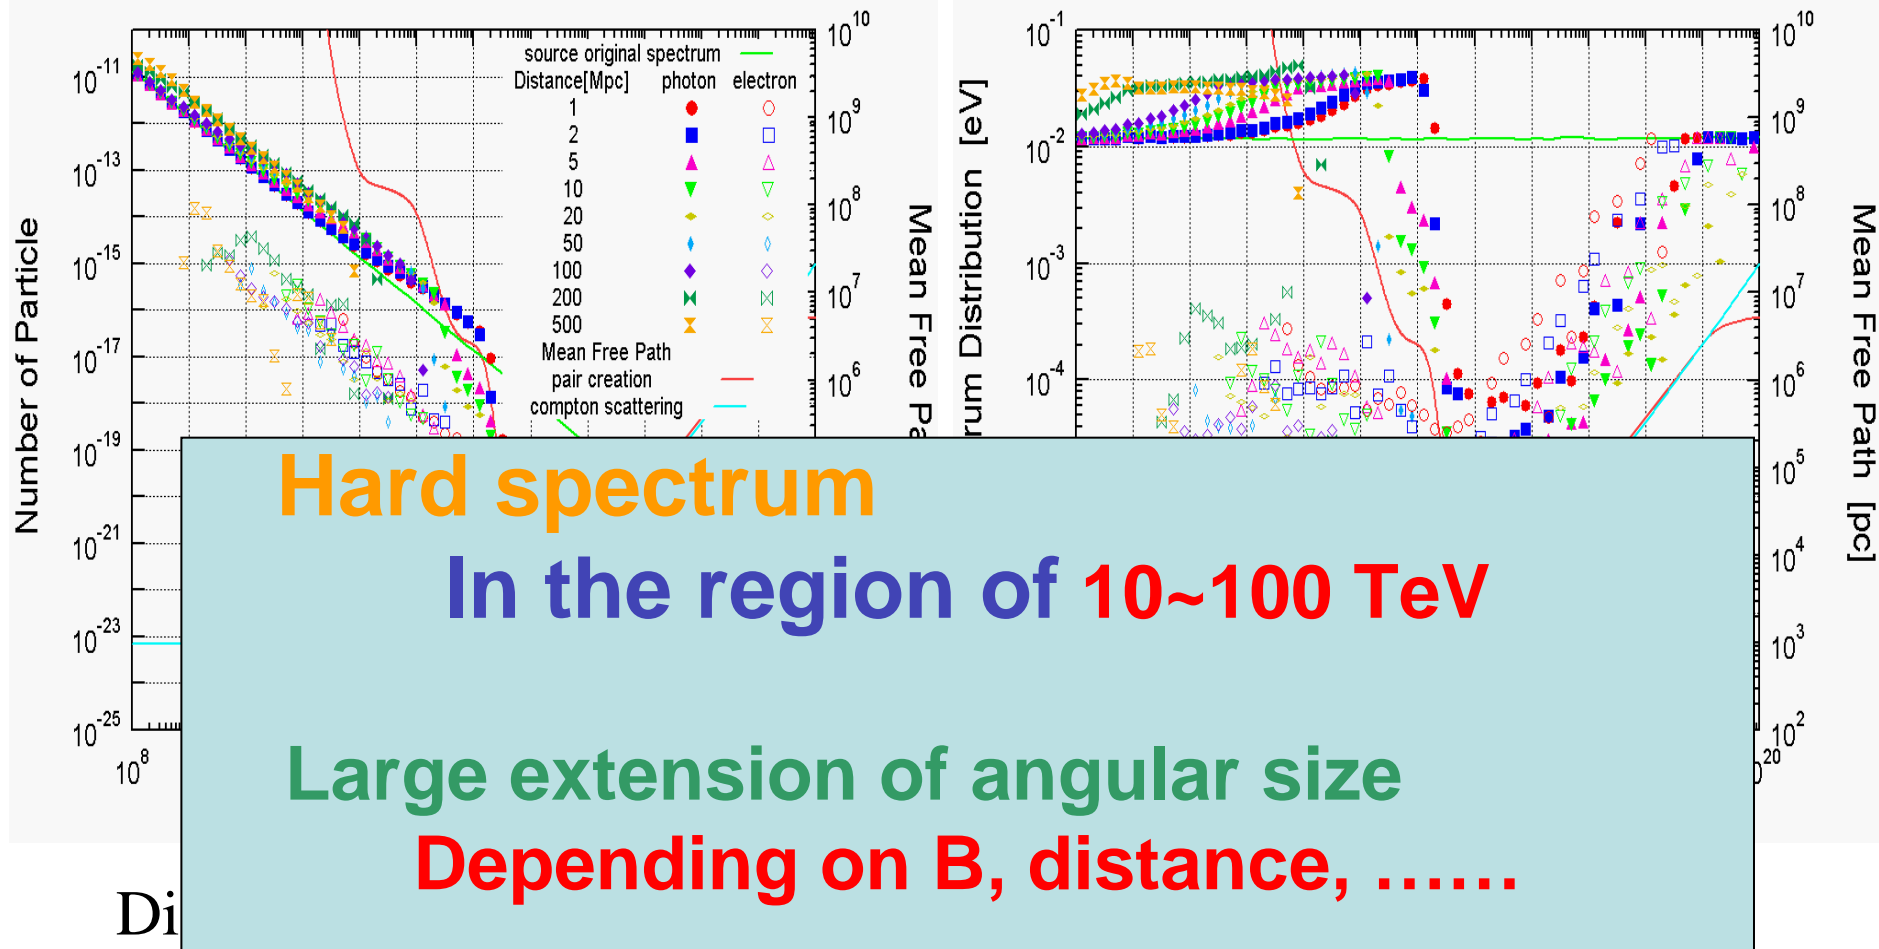 source original spectrum
Distance[Mpc] photon electron
1
2
5
10
20
50
100
200
500
Mean Free Path
pair creation
compton scattering
Number of Particle
10^-11
10^-13
10^-15
10^-17
10^-19
10^-21
10^-23
10^-25
10^8
10^10
10^9
10^8
10^7
10^6
Mean Free Pa
rum Distribution [eV]
10^-1
10^-2
10^-3
10^-4
10^10
10^9
10^8
10^7
10^6
10^5
10^4
10^3
10^2
20
Mean Free Path [pc]
Hard spectrum
In the region of 10~100 TeV
Large extension of angular size
Depending on B, distance, ......
Di